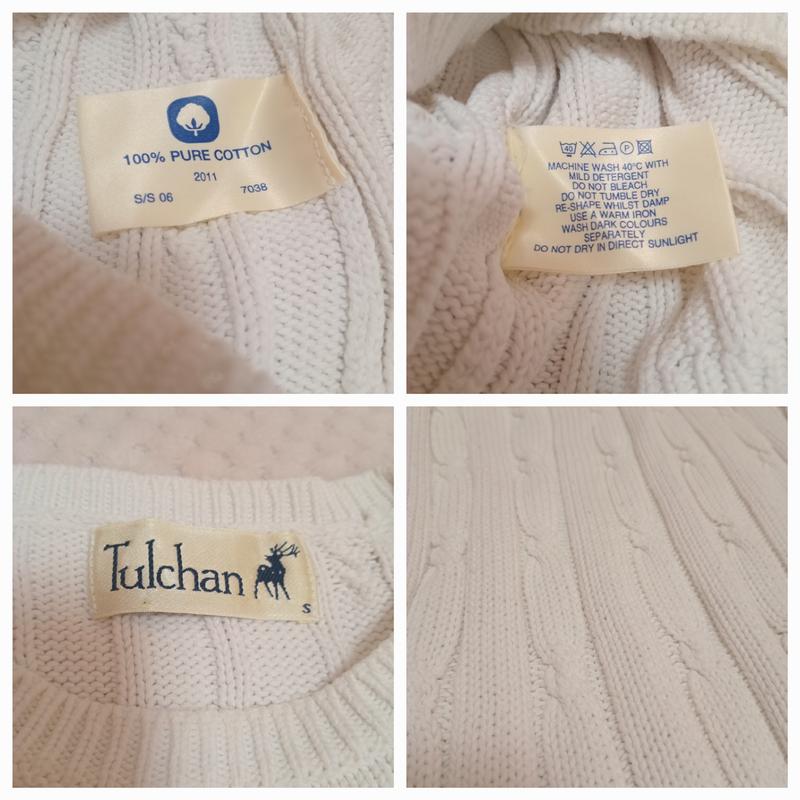 100% PURE COTTON
2011
S/S 06 7038
40 P
MACHINE WASH 40°C WITH
MILD DETERGENT
DO NOT BLEACH
DO NOT TUMBLE DRY
RE-SHAPE WHILST DAMP
USE A WARM IRON
WASH DARK COLOURS
SEPARATELY
DO NOT DRY IN DIRECT SUNLIGHT
Tulchan
S